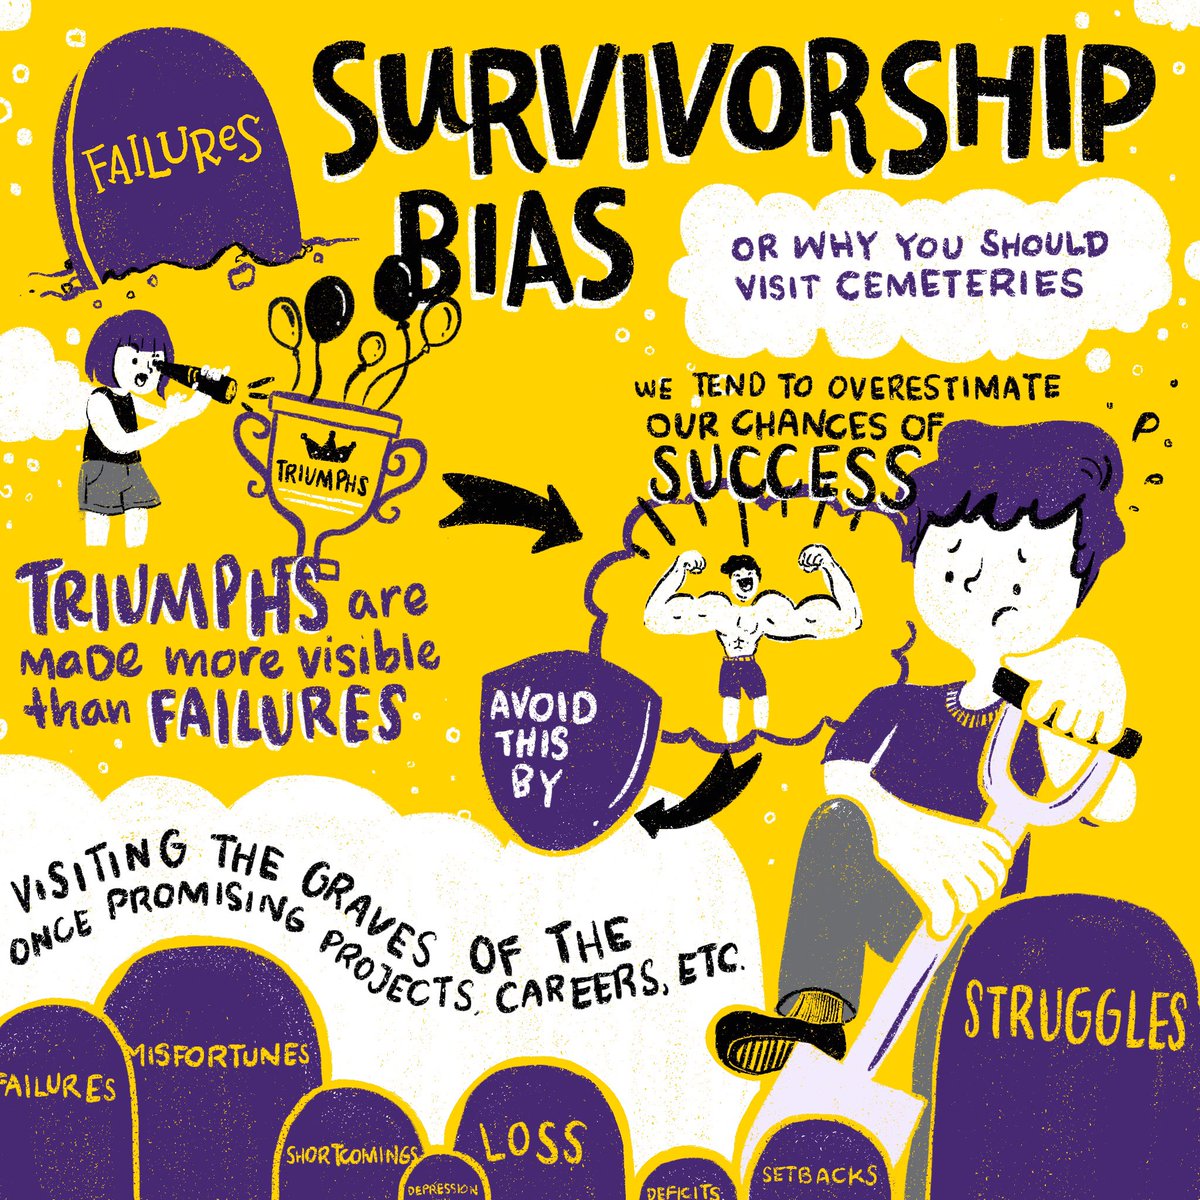 FAILUReS
SURVIVORSHIP
BIAS
OR WHY YOU SHOULD
VISIT CEMETERIES
TRIUMPHS
WE TEND TO OVERESTIMATE
OUR CHANCES OF
SUCCESS
TRIUMPHS are
maDe more visible
than FAILURES
AVOID
THIS
BY
VISITING THE GRAVES OF THE
ONCE PROMISING PROJECTS, CAREERS, ETC.
FAILURES
MISFORTUNES
SHORTCOMINGS
DEPRESSION
LOSS
DEFICITS
SETBACKS
STRUGGLES